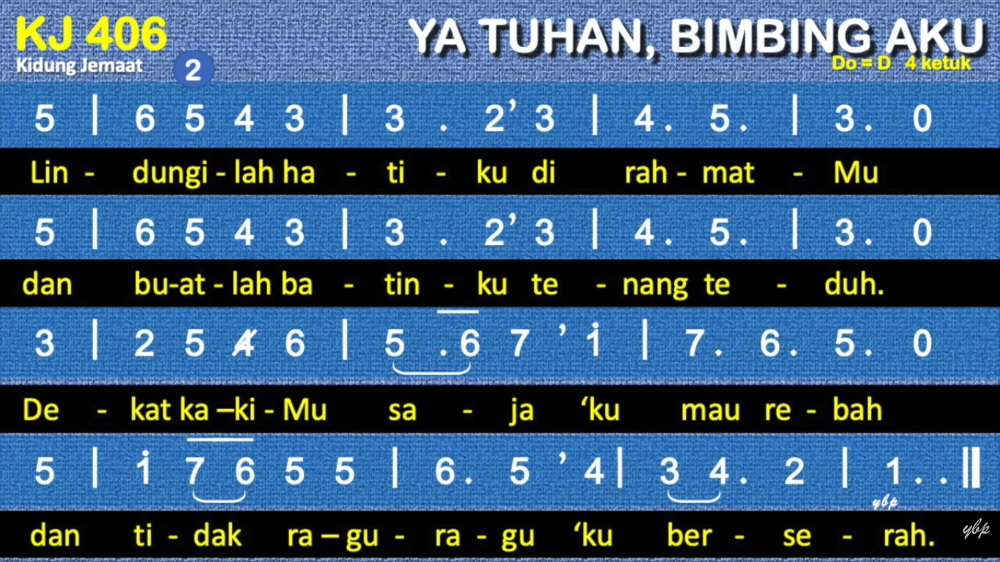 KJ 406
YA TUHAN, BIMBING AKU
Kidung Jemaat
2
Do = D 4 ketuk
5 | 6 5 4 3 | 3 . 2’ 3 | 4 . 5 . | 3 . 0
Lin - dungi - lah ha - ti - ku di rah - mat - Mu
5 | 6 5 4 3 | 3 . 2’ 3 | 4 . 5 . | 3 . 0
dan bu-at - lah ba - tin - ku te - nang te - duh.
3 | 2 5 4̸ 6 | 5 . 6 7 ’ i | 7 . 6 . 5 . 0
De - kat ka –ki - Mu sa - ja ‘ku mau re - bah
5 | i 7 6 5 5 | 6 . 5 ’ 4 | 3 4 . 2 | 1 . . ||
ybp
dan ti - dak ra – gu - ra - gu ‘ku ber - se - rah.
ybp